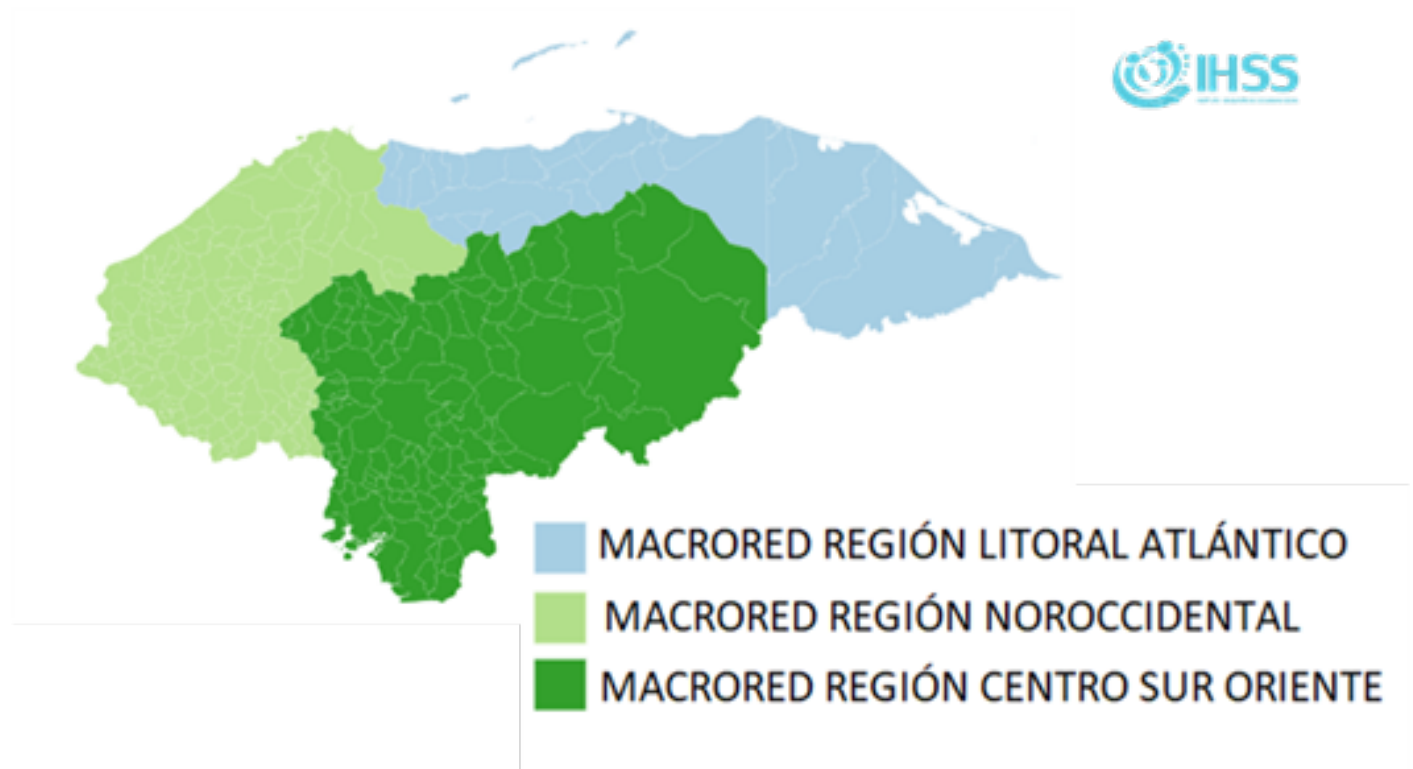 IHSS
MACRORED REGIÓN LITORAL ATLÁNTICO
MACRORED REGIÓN NOROCCIDENTAL
MACRORED REGIÓN CENTRO SUR ORIENTE